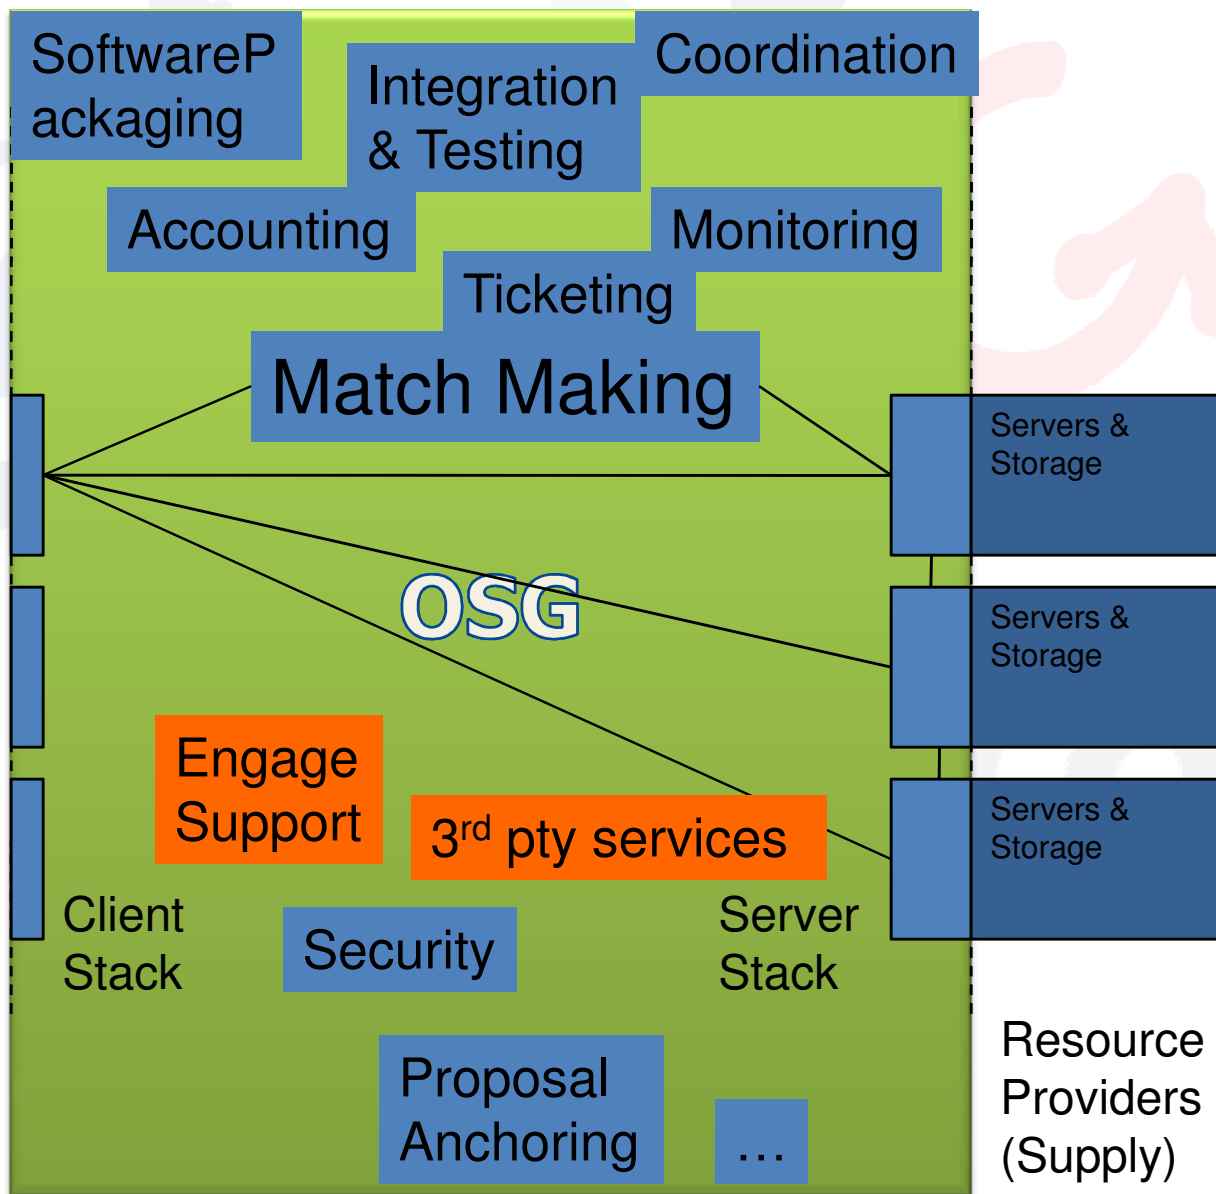 SoftwareP
ackaging
Integration
& Testing
Coordination
Accounting
Monitoring
Ticketing
Match Making
Servers &
Storage
OSG
Servers &
Storage
Engage
Support
3rd pty services
Servers &
Storage
Client
Stack
Security
Server
Stack
Proposal
Anchoring
…
Resource
Providers
(Supply)